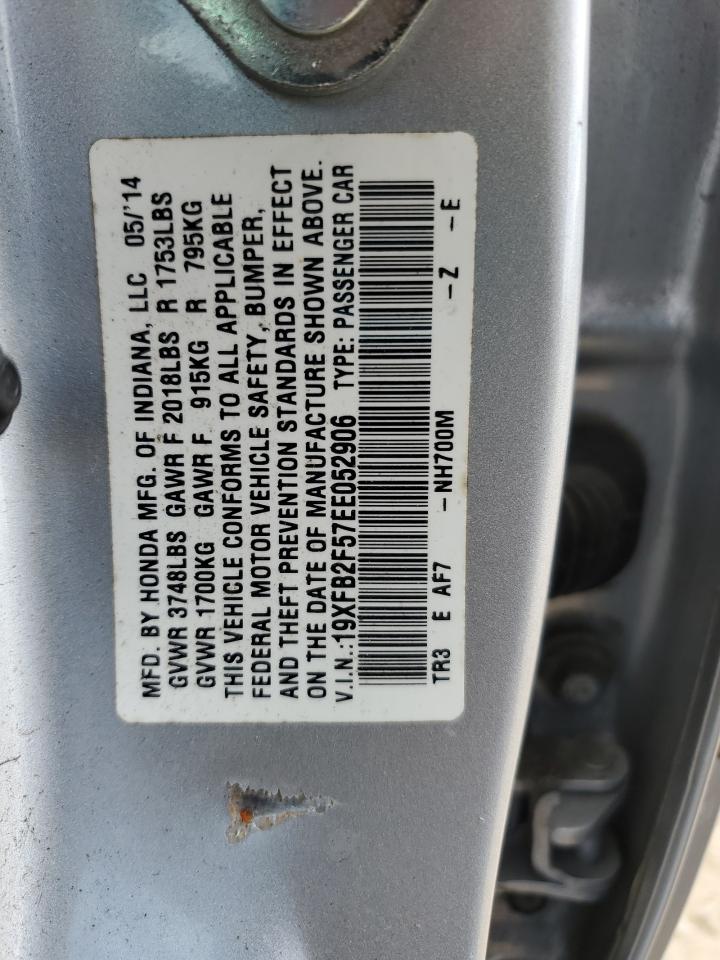 MFD. BY HONDA MFG. OF INDIANA, LLC 05/'14
GVWR 3748LBS GAWR F 2018LBS R 1753LBS
GVWR 1700KG GAWR F 915KG R 795KG
THIS VEHICLE CONFORMS TO ALL APPLICABLE
FEDERAL MOTOR VEHICLE SAFETY, BUMPER,
AND THEFT PREVENTION STANDARDS IN EFFECT
ON THE DATE OF MANUFACTURE SHOWN ABOVE.
V.I.N.:19XFB2F57EE052906 TYPE: PASSENGER CAR
TR3 E AF7 -NH700M -Z -E